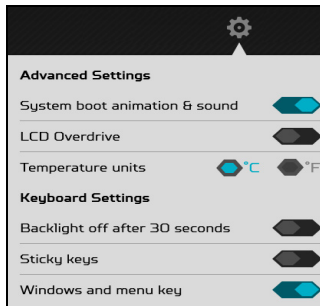 Advanced Settings
System boot animation & sound
LCD Overdrive
Temperature units °C °F
Keyboard Settings
Backlight off after 30 seconds
Sticky keys
Windows and menu key